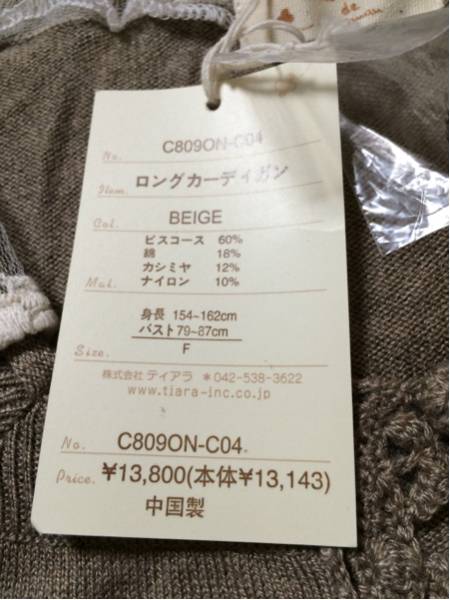 de
No. C809ON-C04
Item. ロングカーディガン
Col. BEIGE
ビスコース 60%
綿 18%
カシミヤ 12%
Mat. ナイロン 10%
身長 154~162cm
バスト79~87cm
Size. F
株式会社 ティアラ ＊042-538-3622
www.tiara-inc.co.jp
No. C809ON-C04
Price. ¥13,800(本体¥13,143)
中国製